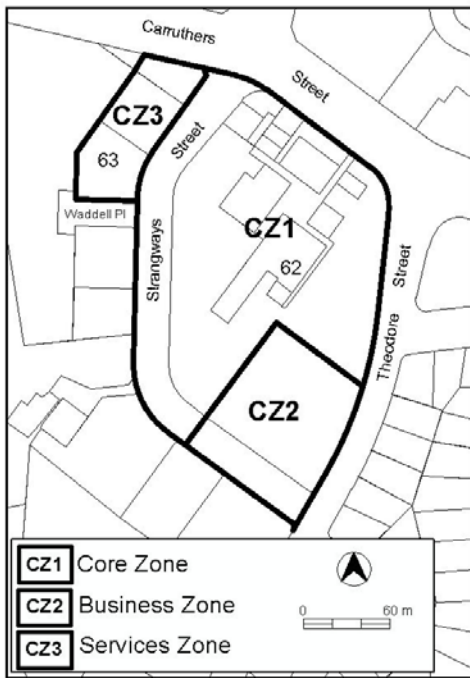 Carruthers
Street
CZ3
Street
63
Waddell Pl
CZ1
Strangways
62
Street
Theodore
CZ2
CZ1 Core Zone
CZ2 Business Zone
CZ3 Services Zone
0 60 m